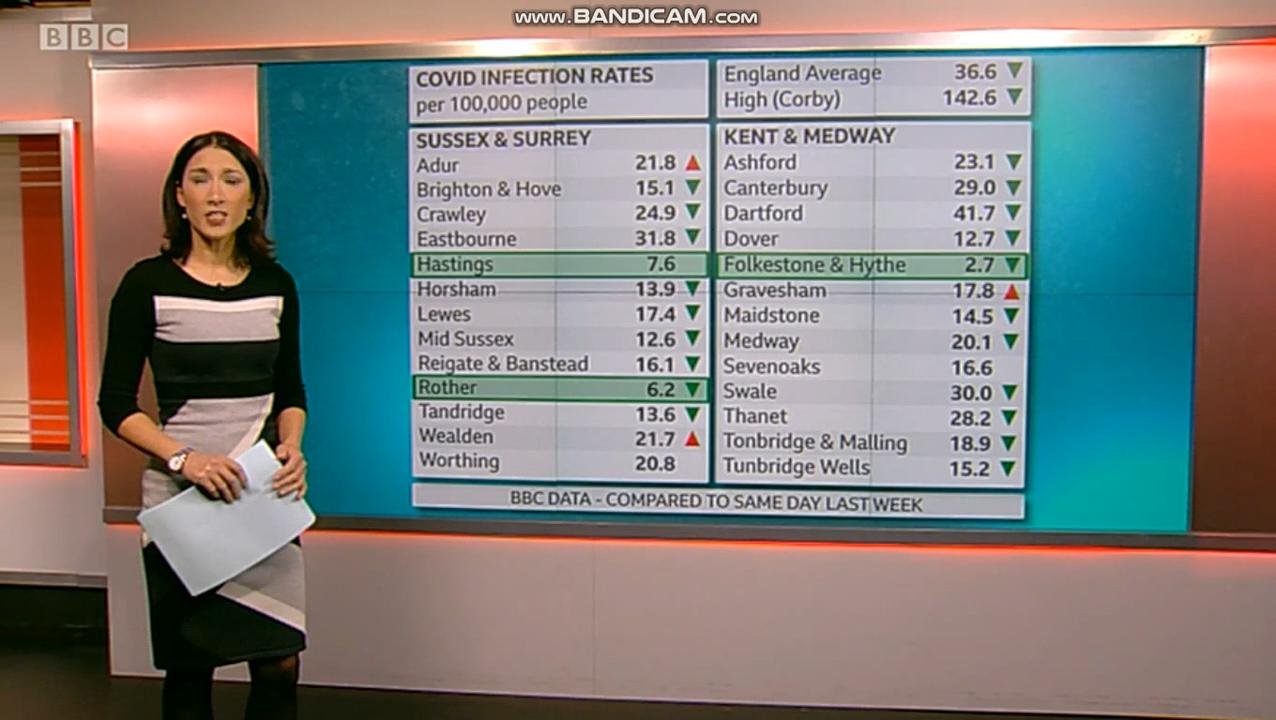 www.BANDICAM.com
BBC
COVID INFECTION RATES
per 100,000 people
England Average 36.6 ▼
High (Corby) 142.6 ▼
SUSSEX & SURREY
Adur 21.8 ▲
Brighton & Hove 15.1 ▼
Crawley 24.9 ▼
Eastbourne 31.8 ▼
Hastings 7.6
Horsham 13.9 ▼
Lewes 17.4 ▼
Mid Sussex 12.6 ▼
Reigate & Banstead 16.1 ▼
Rother 6.2 ▼
Tandridge 13.6 ▼
Wealden 21.7 ▲
Worthing 20.8
KENT & MEDWAY
Ashford 23.1 ▼
Canterbury 29.0 ▼
Dartford 41.7 ▼
Dover 12.7 ▼
Folkestone & Hythe 2.7 ▼
Gravesham 17.8 ▲
Maidstone 14.5 ▼
Medway 20.1 ▼
Sevenoaks 16.6
Swale 30.0 ▼
Thanet 28.2 ▼
Tonbridge & Malling 18.9 ▼
Tunbridge Wells 15.2 ▼
BBC DATA - COMPARED TO SAME DAY LAST WEEK